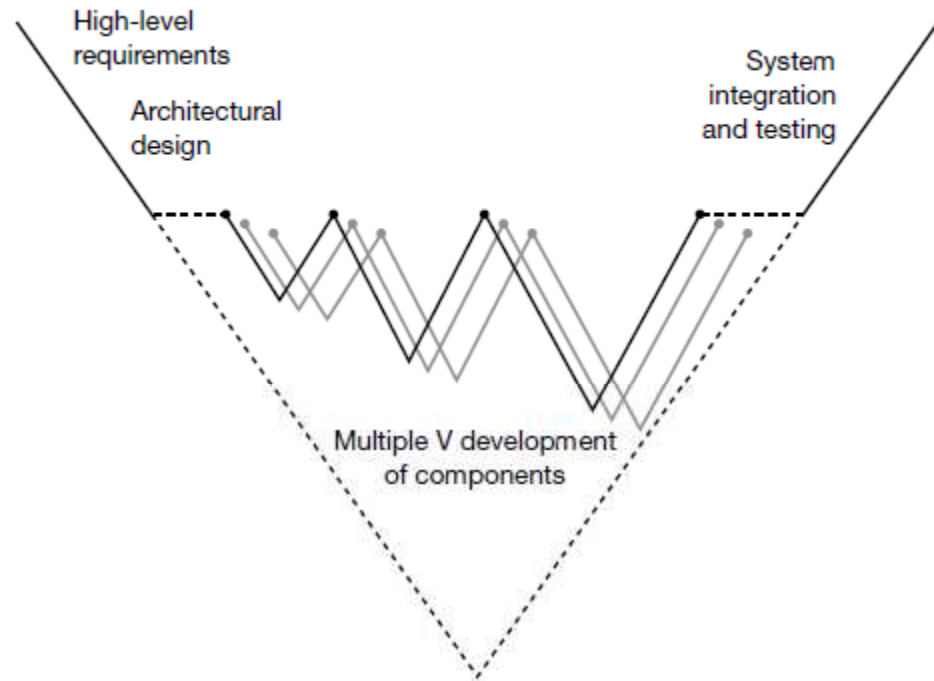 High-level
requirements
Architectural
design
System
integration
and testing
Multiple V development
of components